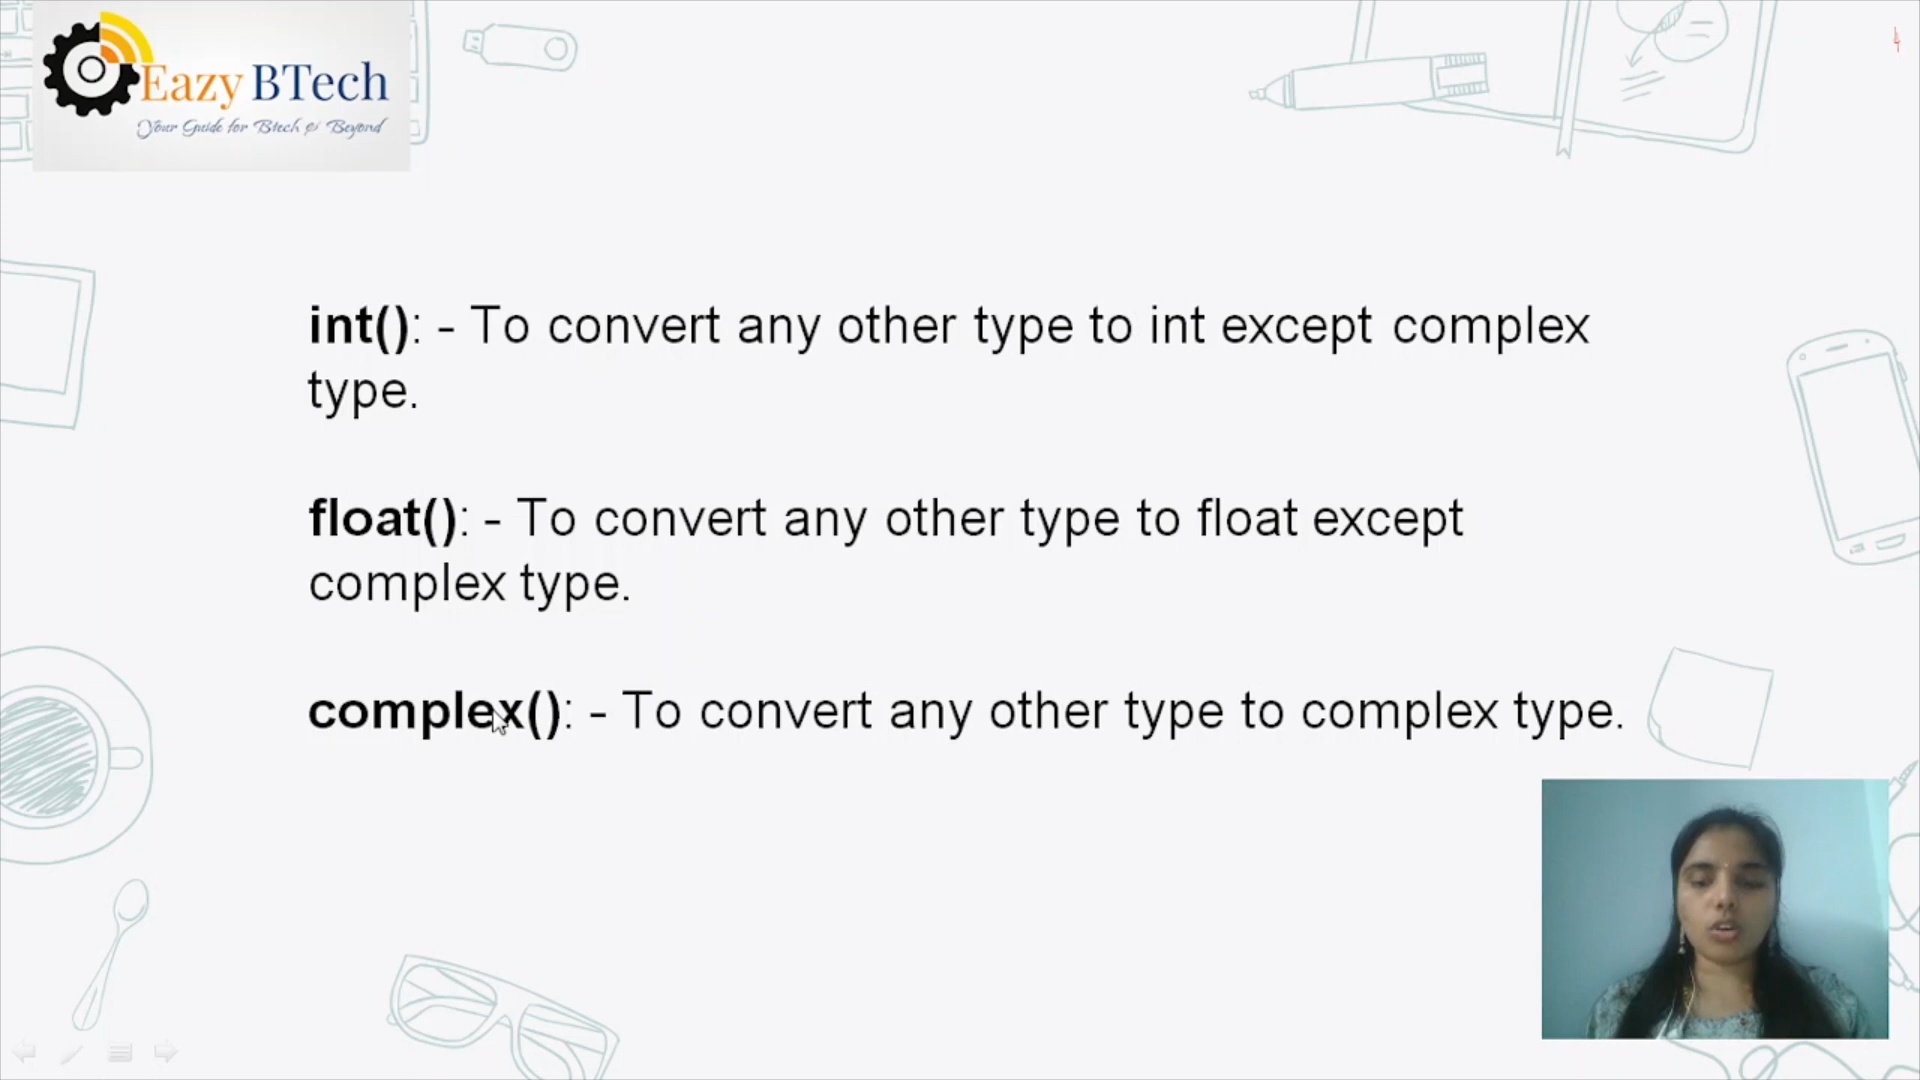 Eazy BTech
Your Guide for Btech & Beyond
4
int(): - To convert any other type to int except complex
type.
float(): - To convert any other type to float except
complex type.
complex(): - To convert any other type to complex type.